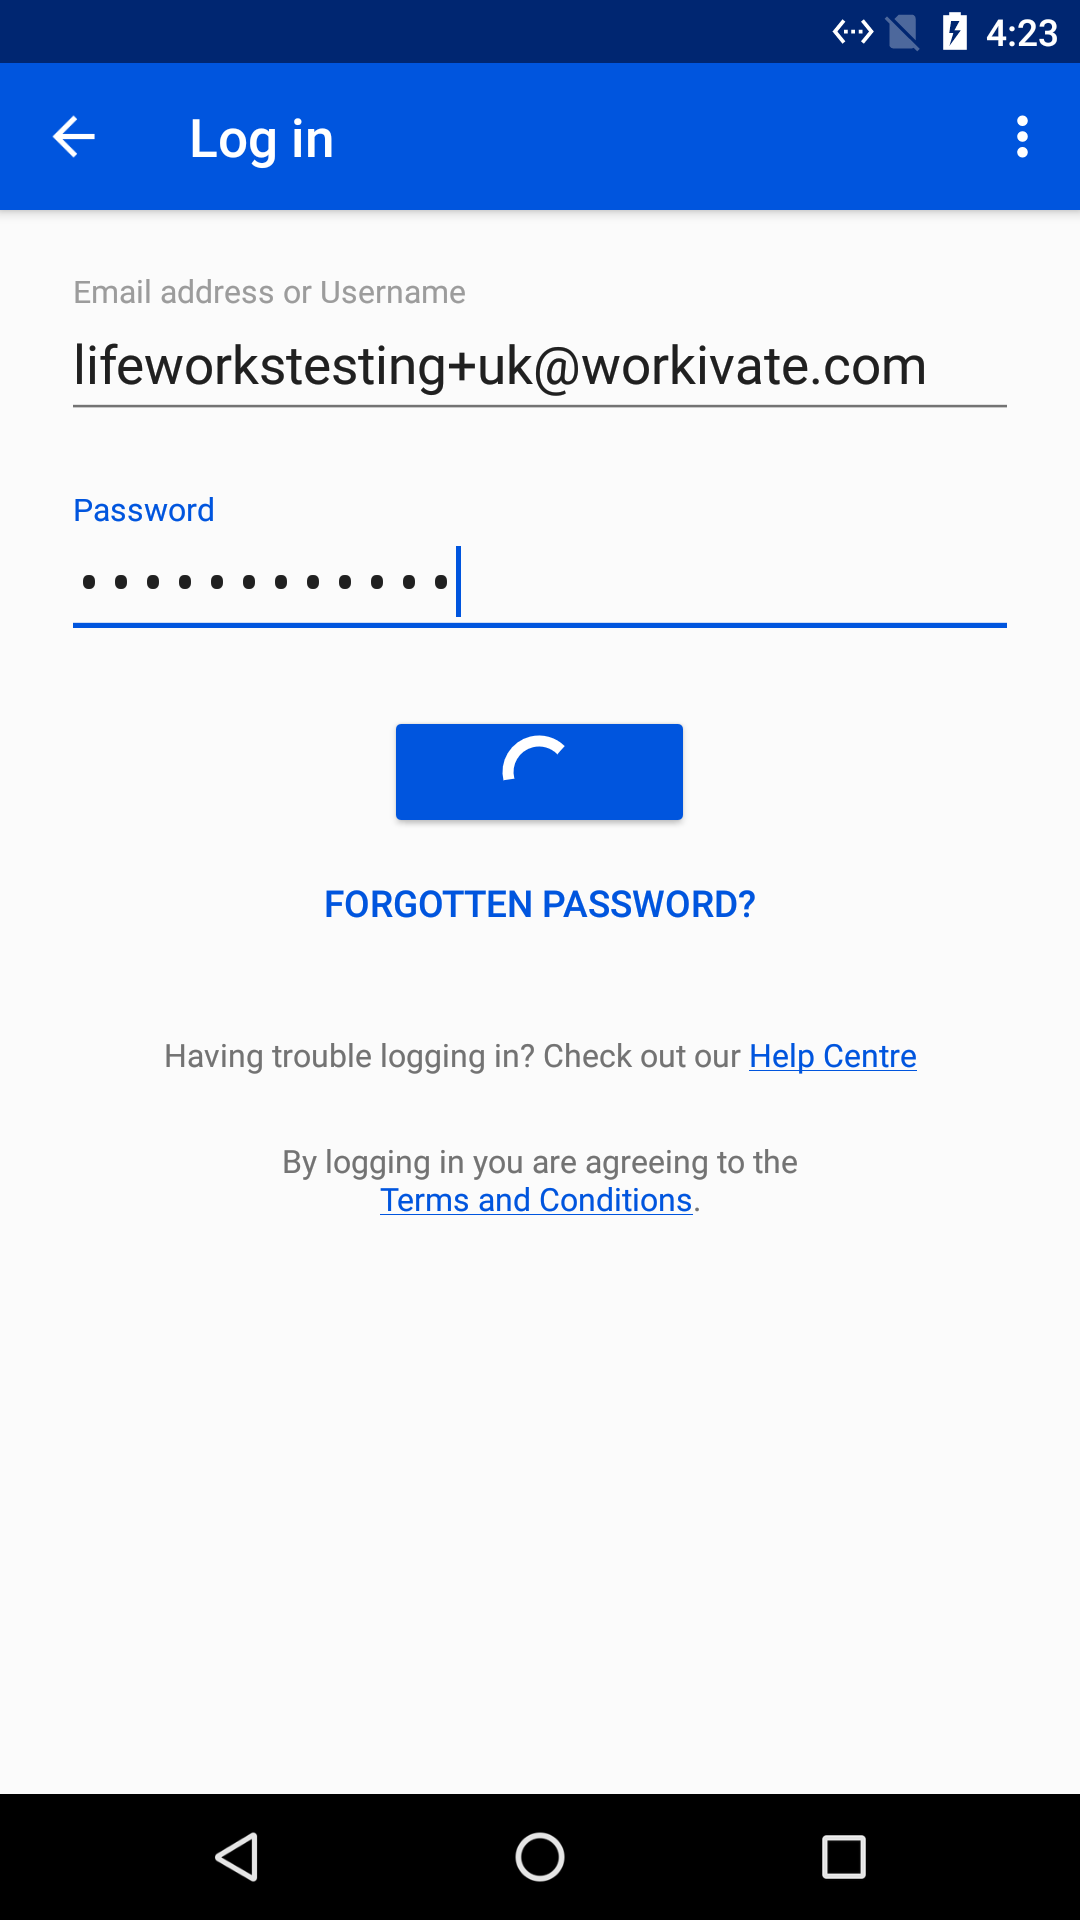 4:23
Log in
Email address or Username
lifeworkstesting+uk@workivate.com
Password
••••••••••••
FORGOTTEN PASSWORD?
Having trouble logging in? Check out our Help Centre
By logging in you are agreeing to the
Terms and Conditions.